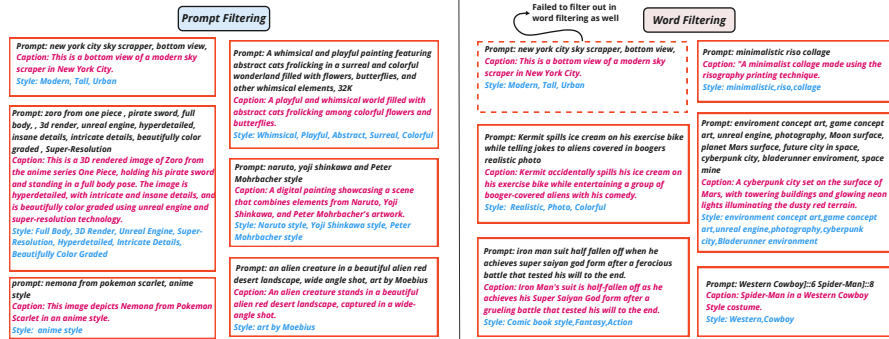 Prompt Filtering
Prompt: new york city sky scrapper, bottom view,
Caption: This is a bottom view of a modern sky
scraper in New York City.
Style: Modern, Tall, Urban
Prompt: zoro from one piece , pirate sword, full
body, , 3d render, unreal engine, hyperdetailed,
insane details, intricate details, beautifully color
graded , Super-Resolution
Caption: This is a 3D rendered image of Zoro from
the anime series One Piece, holding his pirate sword
and standing in a full body pose. The image is
hyperdetailed, with intricate and insane details, and
is beautifully color graded using unreal engine and
super-resolution technology.
Style: Full Body, 3D Render, Unreal Engine, Super-
Resolution, Hyperdetailed, Intricate Details,
Beautifully Color Graded
prompt: nemona from pokemon scarlet, anime
style
Caption: This image depicts Nemona from Pokemon
Scarlet in an anime style.
Style:  anime style
Prompt: A whimsical and playful painting featuring
abstract cats frolicking in a surreal and colorful
wonderland filled with flowers, butterflies, and
other whimsical elements, 32K
Caption: A playful and whimsical world filled with
abstract cats frolicking among colorful flowers and
butterflies.
Style: Whimsical, Playful, Abstract, Surreal, Colorful
Prompt: naruto, yoji shinkawa and Peter
Mohrbacher style
Caption: A digital painting showcasing a scene
that combines elements from Naruto, Yoji
Shinkawa, and Peter Mohrbacher's artwork.
Style: Naruto style, Yoji Shinkawa style, Peter
Mohrbacher style
Prompt: an alien creature in a beautiful alien red
desert landscape, wide angle shot, art by Moebius
Caption: An alien creature stands in a beautiful
alien red desert landscape, captured in a wide-
angle shot.
Style: art by Moebius
Failed to filter out in
word filtering as well
Word Filtering
Prompt: new york city sky scrapper, bottom view,
Caption: This is a bottom view of a modern sky
scraper in New York City.
Style: Modern, Tall, Urban
Prompt: Kermit spills ice cream on his exercise bike
while telling jokes to aliens covered in boogers
realistic photo
Caption: Kermit accidentally spills his ice cream on
his exercise bike while entertaining a group of
booger-covered aliens with his comedy.
Style:  Realistic, Photo, Colorful
Prompt: iron man suit half fallen off when he
achieves super saiyan god form after a ferocious
battle that tested his will to the end.
Caption: Iron Man's suit is half-fallen off as he
achieves his Super Saiyan God form after a
grueling battle that tested his will to the end.
Style: Comic book style,Fantasy,Action
Prompt: minimalistic riso collage
Caption: "A minimalist collage made using the
risography printing technique.
Style: minimalistic,riso,collage
Prompt: enviroment concept art, game concept
art, unreal engine, photography, Moon surface,
planet Mars surface, future city in space,
cyberpunk city, bladerunner enviroment, space
mine
Caption: A cyberpunk city set on the surface of
Mars, with towering buildings and glowing neon
lights illuminating the dusty red terrain.
Style: environment concept art,game concept
art,unreal engine,photography,cyberpunk
city,Bladerunner environment
Prompt: Western Cowboy]::6 Spider-Man]::8
Caption: Spider-Man in a Western Cowboy
Style costume.
Style: Western,Cowboy